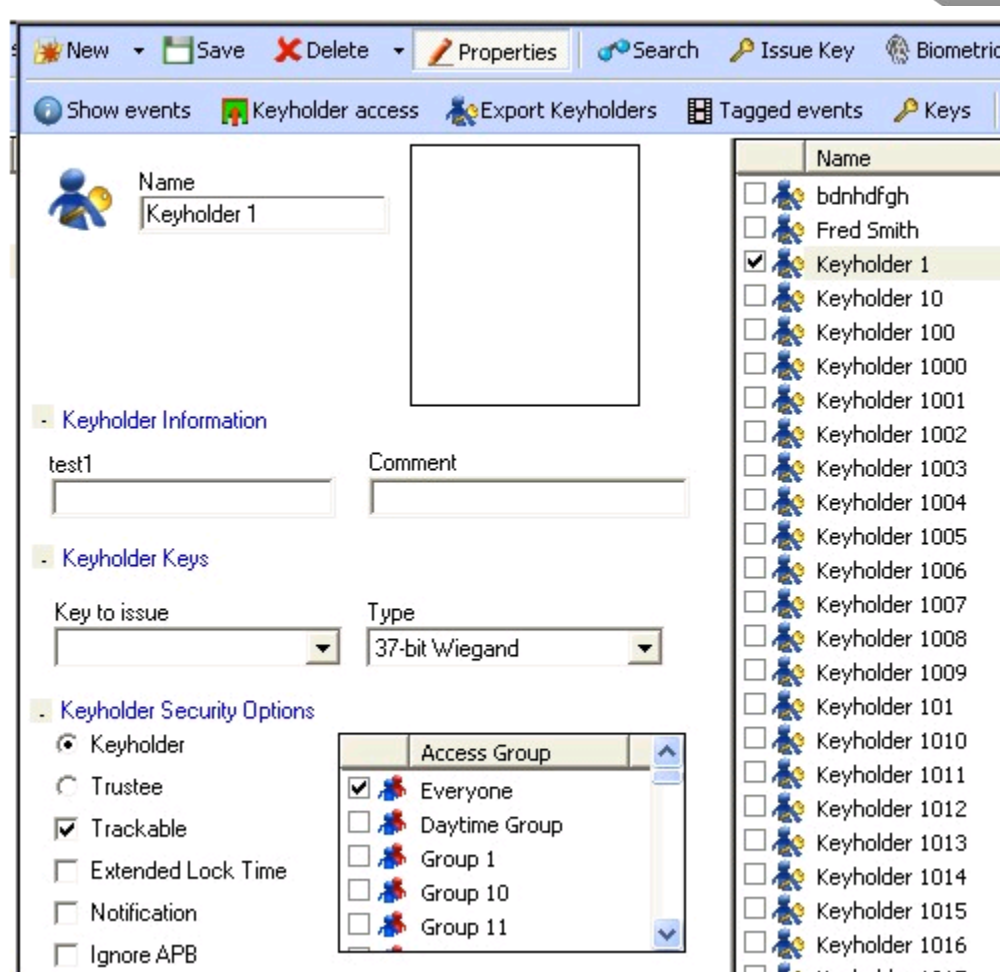 New Save Delete Properties Search Issue Key Biometric
Show events Keyholder access Export Keyholders Tagged events Keys
Name
Keyholder 1
- Keyholder Information
test1 Comment
- Keyholder Keys
Key to issue Type
37-bit Wiegand
- Keyholder Security Options
Keyholder
Trustee
Trackable
Extended Lock Time
Notification
Ignore APB
Access Group
Everyone
Daytime Group
Group 1
Group 10
Group 11
Name
bdnhdfgh
Fred Smith
Keyholder 1
Keyholder 10
Keyholder 100
Keyholder 1000
Keyholder 1001
Keyholder 1002
Keyholder 1003
Keyholder 1004
Keyholder 1005
Keyholder 1006
Keyholder 1007
Keyholder 1008
Keyholder 1009
Keyholder 101
Keyholder 1010
Keyholder 1011
Keyholder 1012
Keyholder 1013
Keyholder 1014
Keyholder 1015
Keyholder 1016